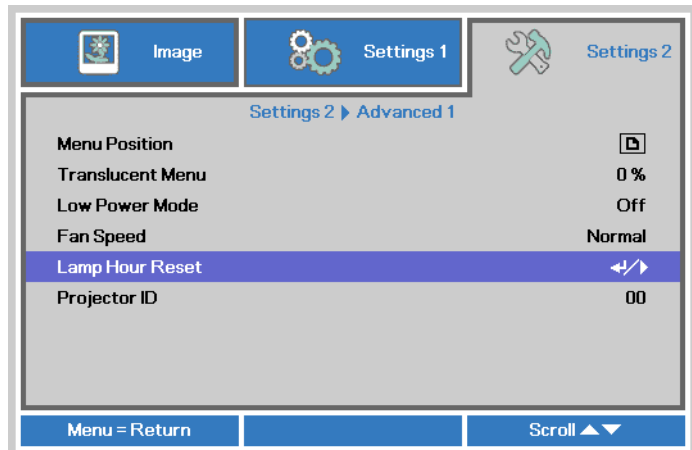 Image Settings 1 Settings 2
Settings 2 ▶ Advanced 1
Menu Position
Translucent Menu 0 %
Low Power Mode Off
Fan Speed Normal
Lamp Hour Reset ↵/▶
Projector ID 00
Menu = Return Scroll ▲▼